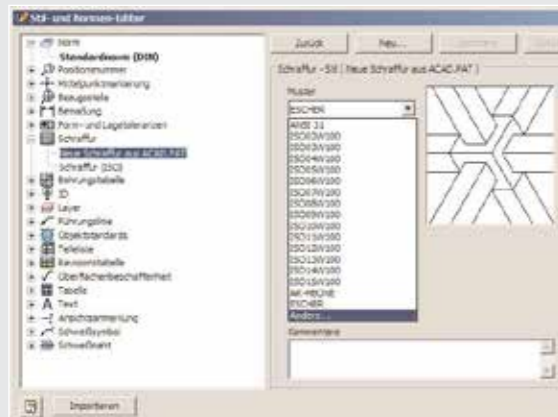 Stil- und Normen-Editor
Norm
Standardnorm (DIN)
Positionsnummer
Mittelpunktmarkierung
Bezugsstelle
Bemaßung
Form- und Lagetoleranzen
Schraffur
Neue Schraffur aus ACAD.PAT
Schraffur (ISO)
Bohrungstabelle
ID
Layer
Führungslinie
Objektstandards
Teileliste
Revisionstabelle
Oberflächenbeschaffenheit
Tabelle
Text
Ansichtsanmerkung
Schweißsymbol
Schweißnaht
Importieren
Zurück
Neu...
Schraffur -Stil [ Neue Schraffur aus ACAD.PAT ]
Muster
ESCHER
ANSI 31
ISO02W100
ISO03W100
ISO04W100
ISO05W100
ISO06W100
ISO07W100
ISO08W100
ISO09W100
ISO10W100
ISO11W100
ISO12W100
ISO13W100
ISO14W100
ISO15W100
ESCHER
Andere...
Kommentare